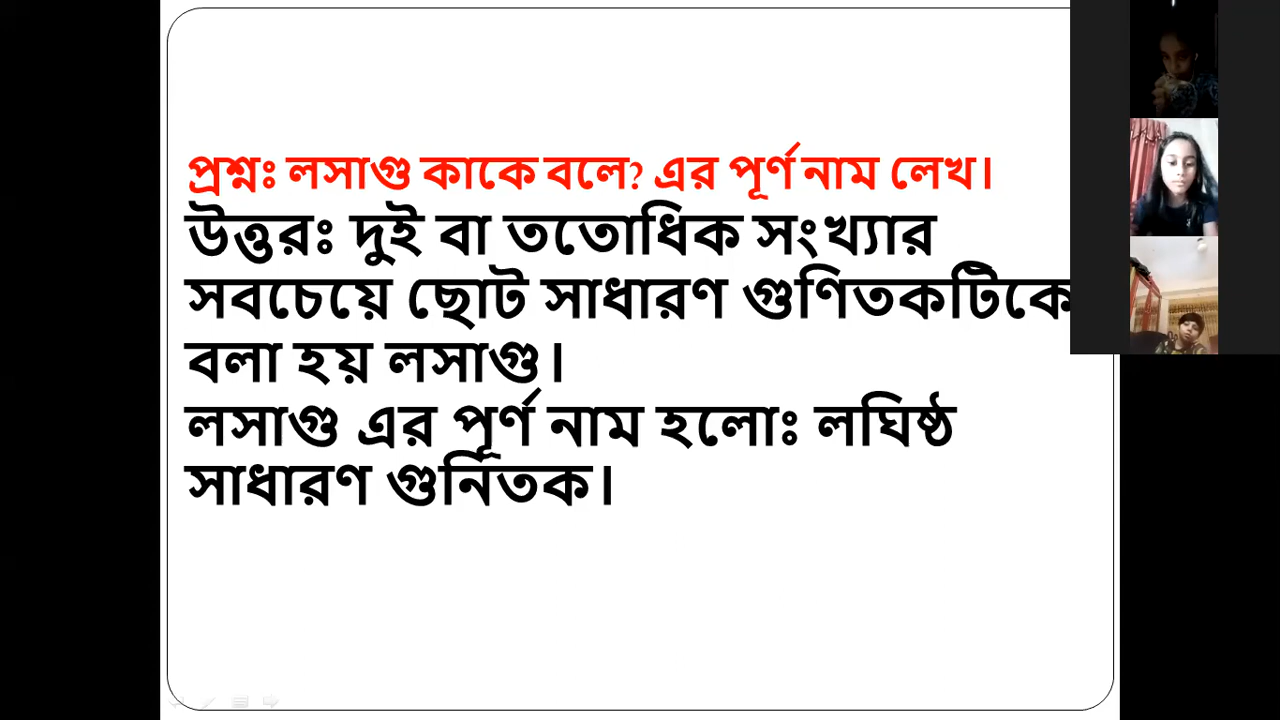 প্রশ্নঃ লসাগু কাকে বলে? এর পূর্ণ নাম লেখ।
উত্তরঃ দুই বা ততোধিক সংখ্যার
সবচেয়ে ছোট সাধারণ গুণিতকটিকে
বলা হয় লসাগু।
লসাগু এর পূর্ণ নাম হলোঃ লঘিষ্ঠ
সাধারণ গুনিতক।